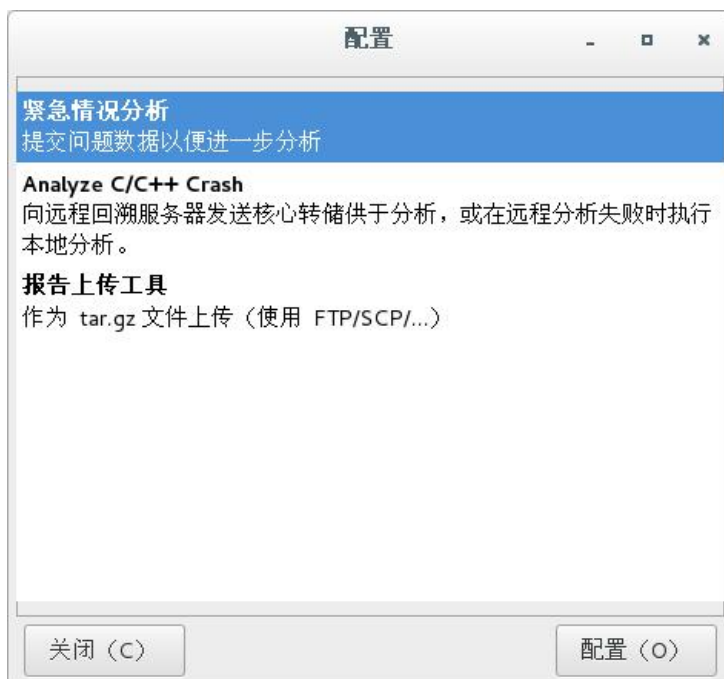 配置
紧急情况分析
提交问题数据以便进一步分析
Analyze C/C++ Crash
向远程回溯服务器发送核心转储供于分析，或在远程分析失败时执行
本地分析。
报告上传工具
作为 tar.gz 文件上传（使用 FTP/SCP/...）
关闭（C）
配置（O）